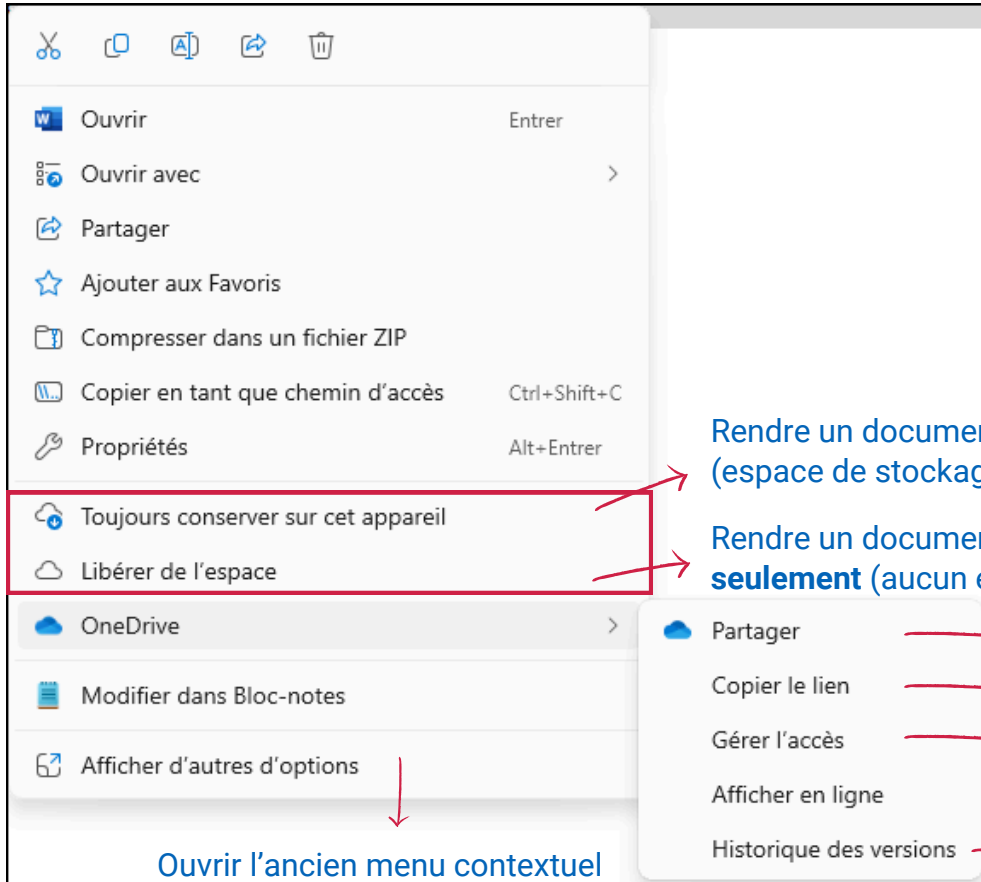 Ouvrir Entrer
Ouvrir avec
Partager
Ajouter aux Favoris
Compresser dans un fichier ZIP
Copier en tant que chemin d'accès Ctrl+Shift+C
Propriétés Alt+Entrer
Rendre un
(espace de
Toujours conserver sur cet appareil
Rendre un
Libérer de l'espace
seulement (aucun
OneDrive
Partager
Copier le lien
Gérer l'accès
Afficher en ligne
Historique des versions
Modifier dans Bloc-notes
Afficher d'autres d'options
Ouvrir l'ancien menu contextuel